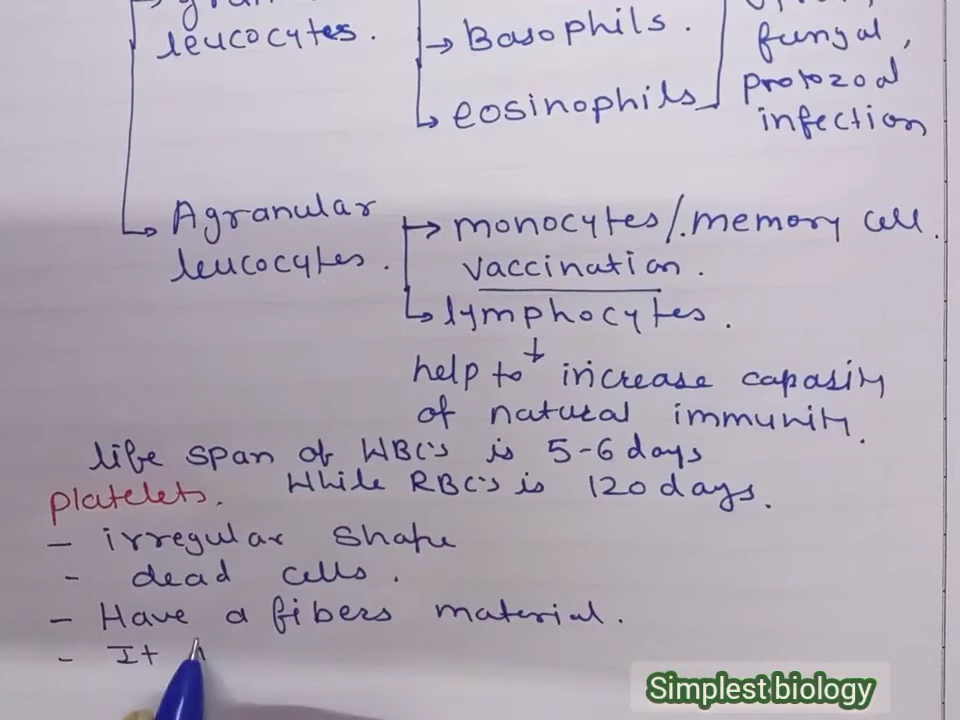 leucocytes.
→ Basophils.
fungal,
protozoal
eosinophils
infection
Agranular
leucocytes.
→ monocytes/.memory cell.
vaccination.
lymphocytes.
help to increase capasity
of natural immunity.
life span of WBC's is 5-6 days
While RBC's is 120 days.
platelets.
- irregular shape
- dead cells.
- Have a fibers material.
- It
Simplest biology